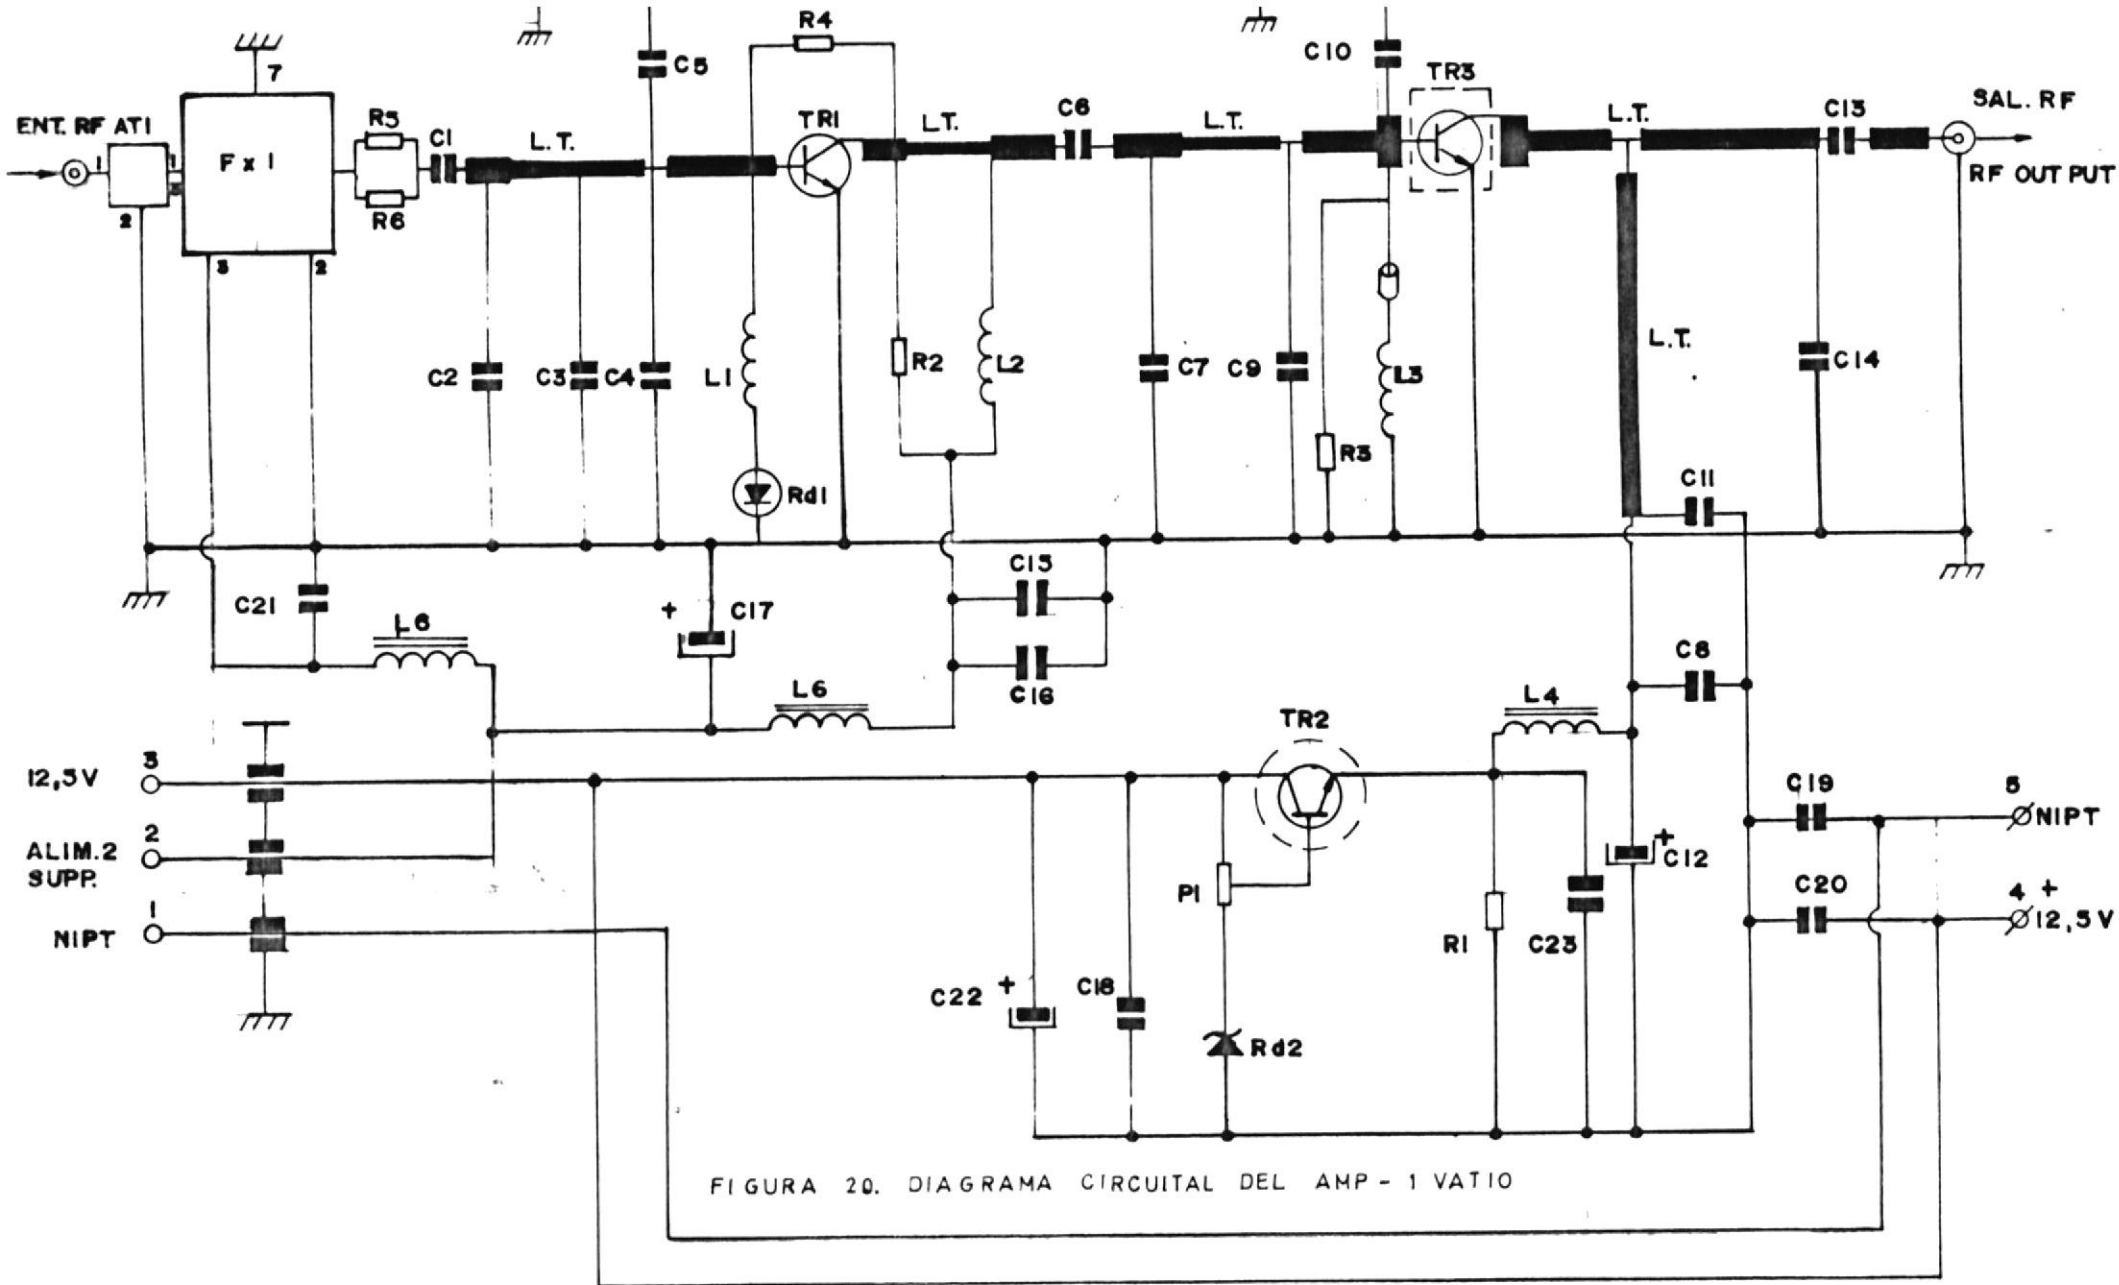 R4
C5
C10
TR3
7
ENT. RF AT1
R5
C1
L.T.
TR1
L.T.
C6
L.T.
L.T.
C13
SAL. RF
1
1
F x 1
R6
RF OUTPUT
2
3
2
C2
C3
C4
L1
R2
L2
C7
C9
L3
L.T.
C14
R3
Rd1
C11
C21
L6
+
C17
C15
C16
L6
C8
L4
TR2
12,5V
3
ALIM.2
SUPP.
2
NIPT
1
C19
5
NIPT
+
C12
P1
C20
4 +
12,5V
R1
C23
C22
+
C18
Rd2
FIGURA 20. DIAGRAMA CIRCUITAL DEL AMP - 1 VATIO